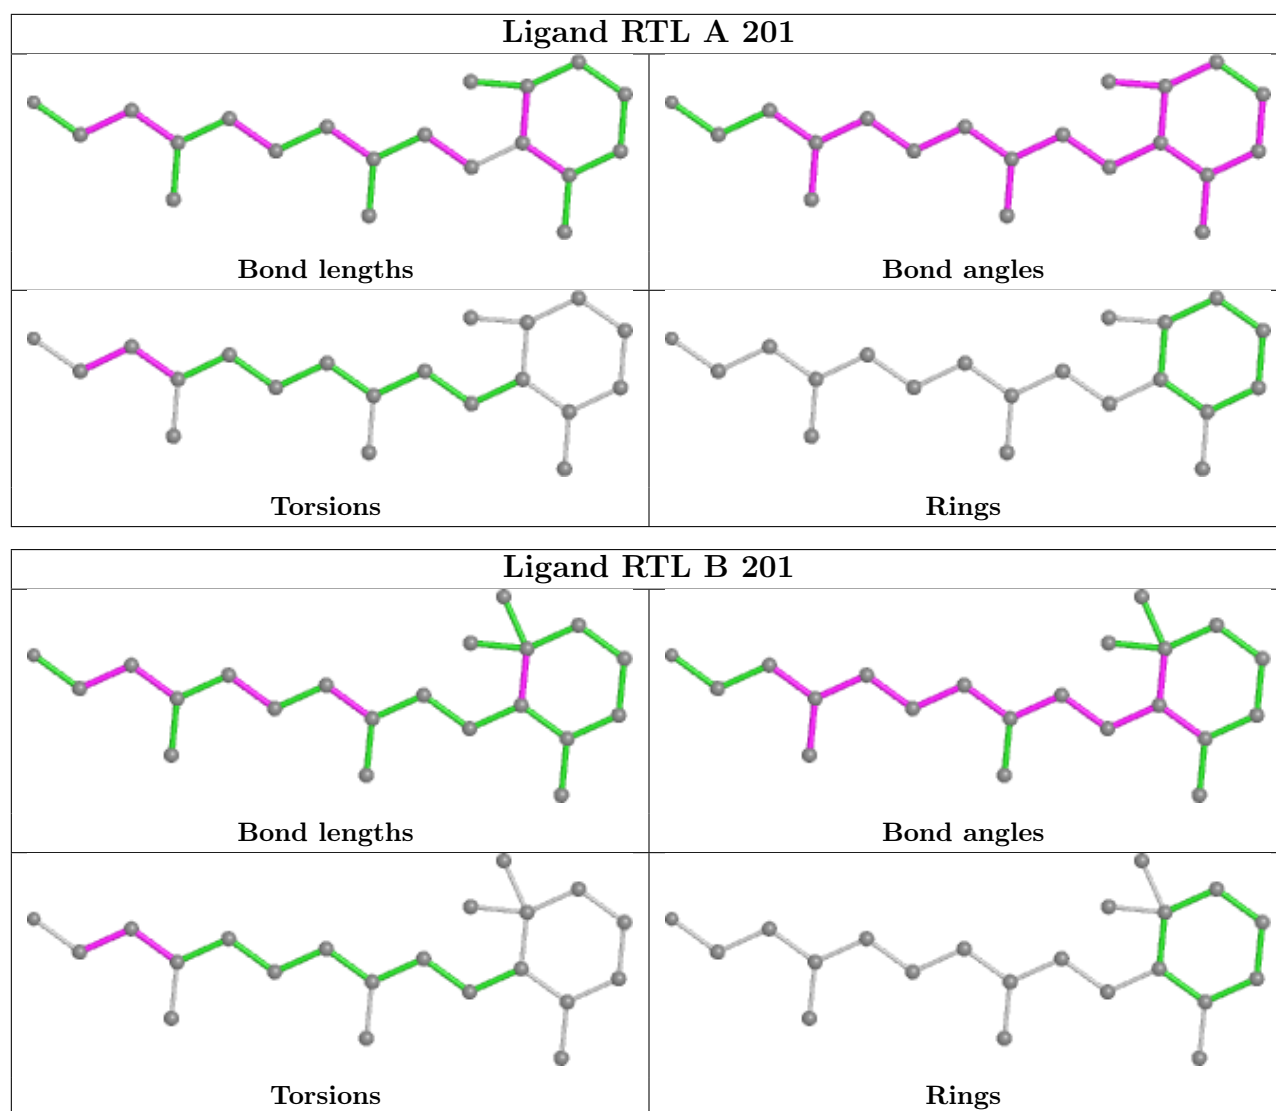 Ligand RTL A 201
Bond lengths
Bond angles
Torsions
Rings
Ligand RTL B 201
Bond lengths
Bond angles
Torsions
Rings